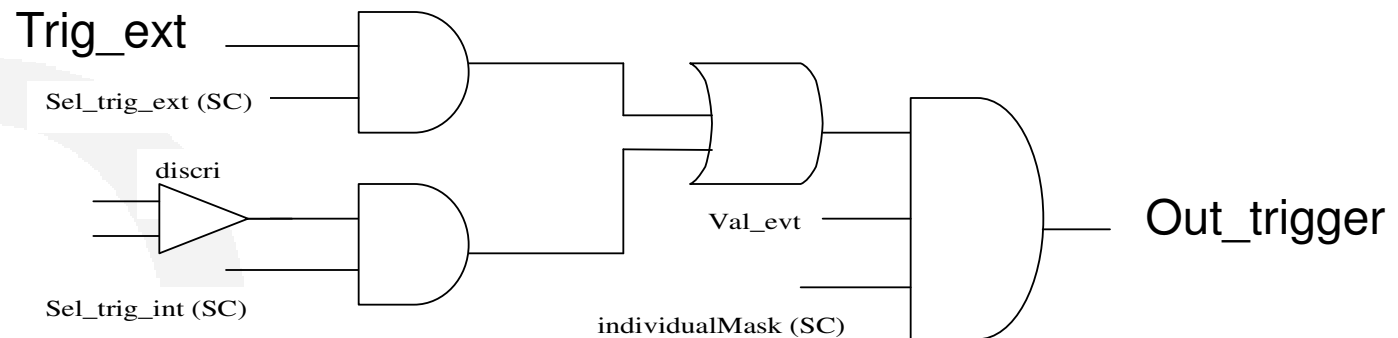 Trig_ext
Sel_trig_ext (SC)
discri
Val_evt
Out_trigger
Sel_trig_int (SC)
individualMask (SC)